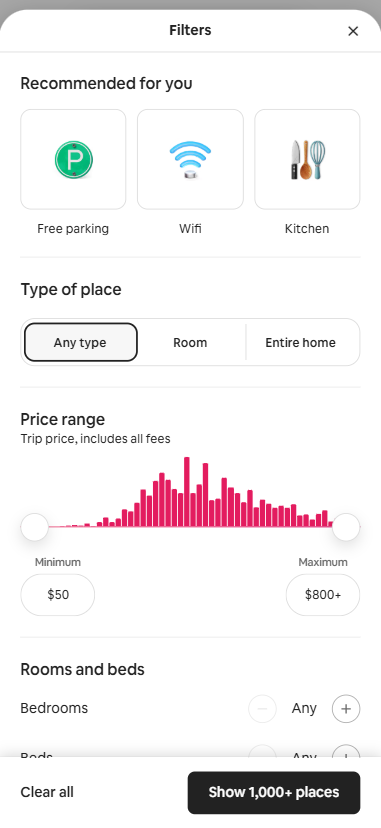 Filters
Recommended for you
P
Free parking
Wifi
Kitchen
Type of place
Any type
Room
Entire home
Price range
Trip price, includes all fees
Minimum
Maximum
$50
$800+
Rooms and beds
Bedrooms
Any
Beds
Any
Clear all
Show 1,000+ places